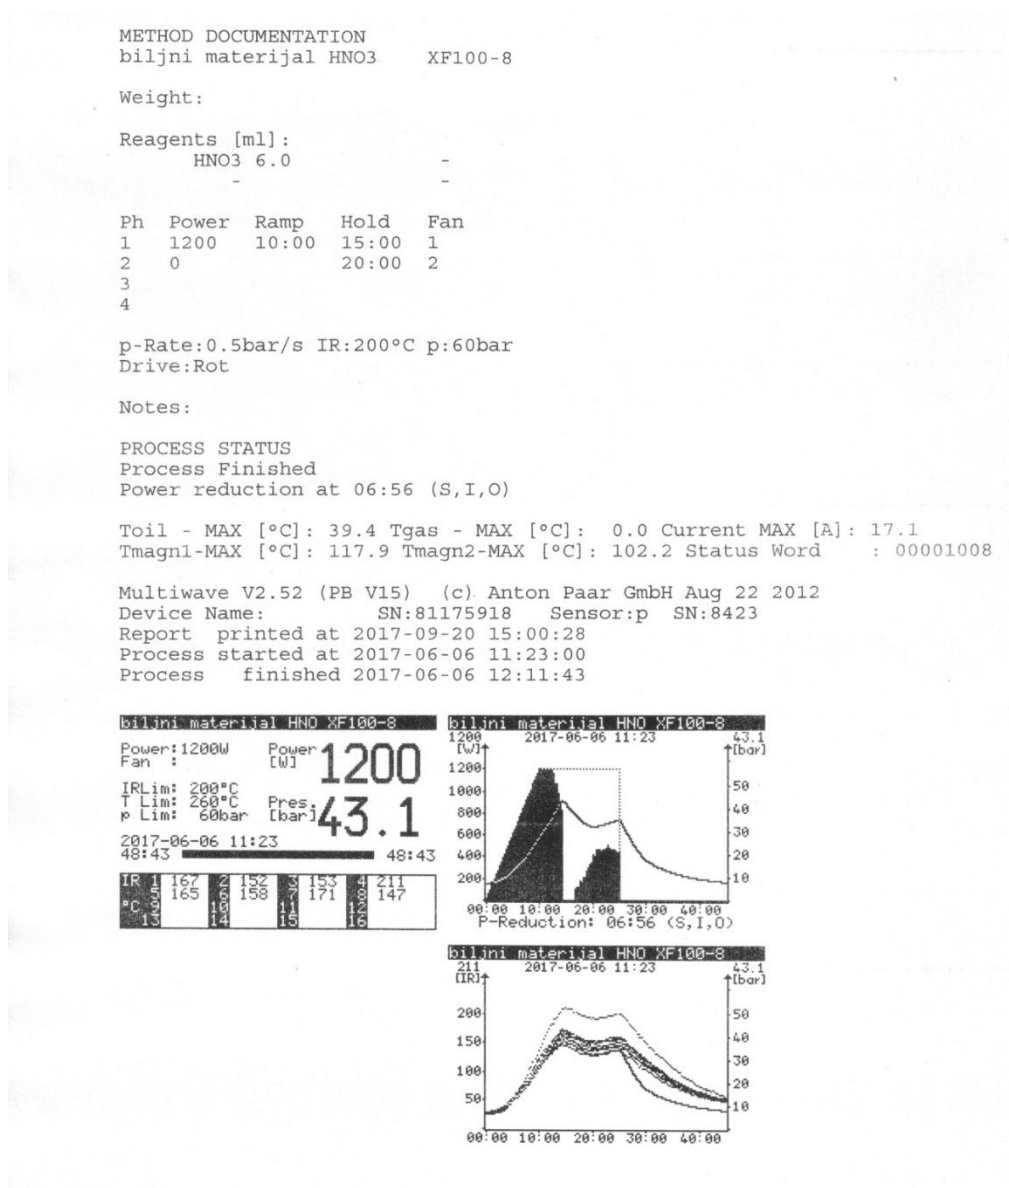 METHOD DOCUMENTATION
biljni materijal HNO3 XF100-8
Weight:
Reagents [ml]:
HNO3 6.0 -
- -
Ph Power Ramp Hold Fan
1 1200 10:00 15:00 1
2 0 20:00 2
3
4
p-Rate:0.5bar/s IR:200°C p:60bar
Drive:Rot
Notes:
PROCESS STATUS
Process Finished
Power reduction at 06:56 (S,I,O)
Toil - MAX [°C]: 39.4 Tgas - MAX [°C]: 0.0 Current MAX [A]: 17.1
Tmagn1-MAX [°C]: 117.9 Tmagn2-MAX [°C]: 102.2 Status Word : 00001008
Multiwave V2.52 (PB V15) (c) Anton Paar GmbH Aug 22 2012
Device Name: SN:81175918 Sensor:p SN:8423
Report printed at 2017-09-20 15:00:28
Process started at 2017-06-06 11:23:00
Process finished 2017-06-06 12:11:43
biljni materijal HNO XF100-8
Power:1200W Power
Fan : [W] 1200
IRLim: 200°C
T Lim: 260°C Pres.
p Lim: 60bar [bar] 43.1
2017-06-06 11:23
48:43 48:43
IR 1 167 2 152 3 153 4 211
5 165 6 158 7 171 8 147
°C 9 10 11 12
13 14 15 16
biljni materijal HNO XF100-8
1200 2017-06-06 11:23 43.1
[W] [bar]
1200
1000 50
800 40
600 30
400 20
200 10
00:00 10:00 20:00 30:00 40:00
P-Reduction: 06:56 (S,I,O)
biljni materijal HNO XF100-8
211 2017-06-06 11:23 43.1
[IR] [bar]
200 50
150 40
30
100 20
50 10
00:00 10:00 20:00 30:00 40:00